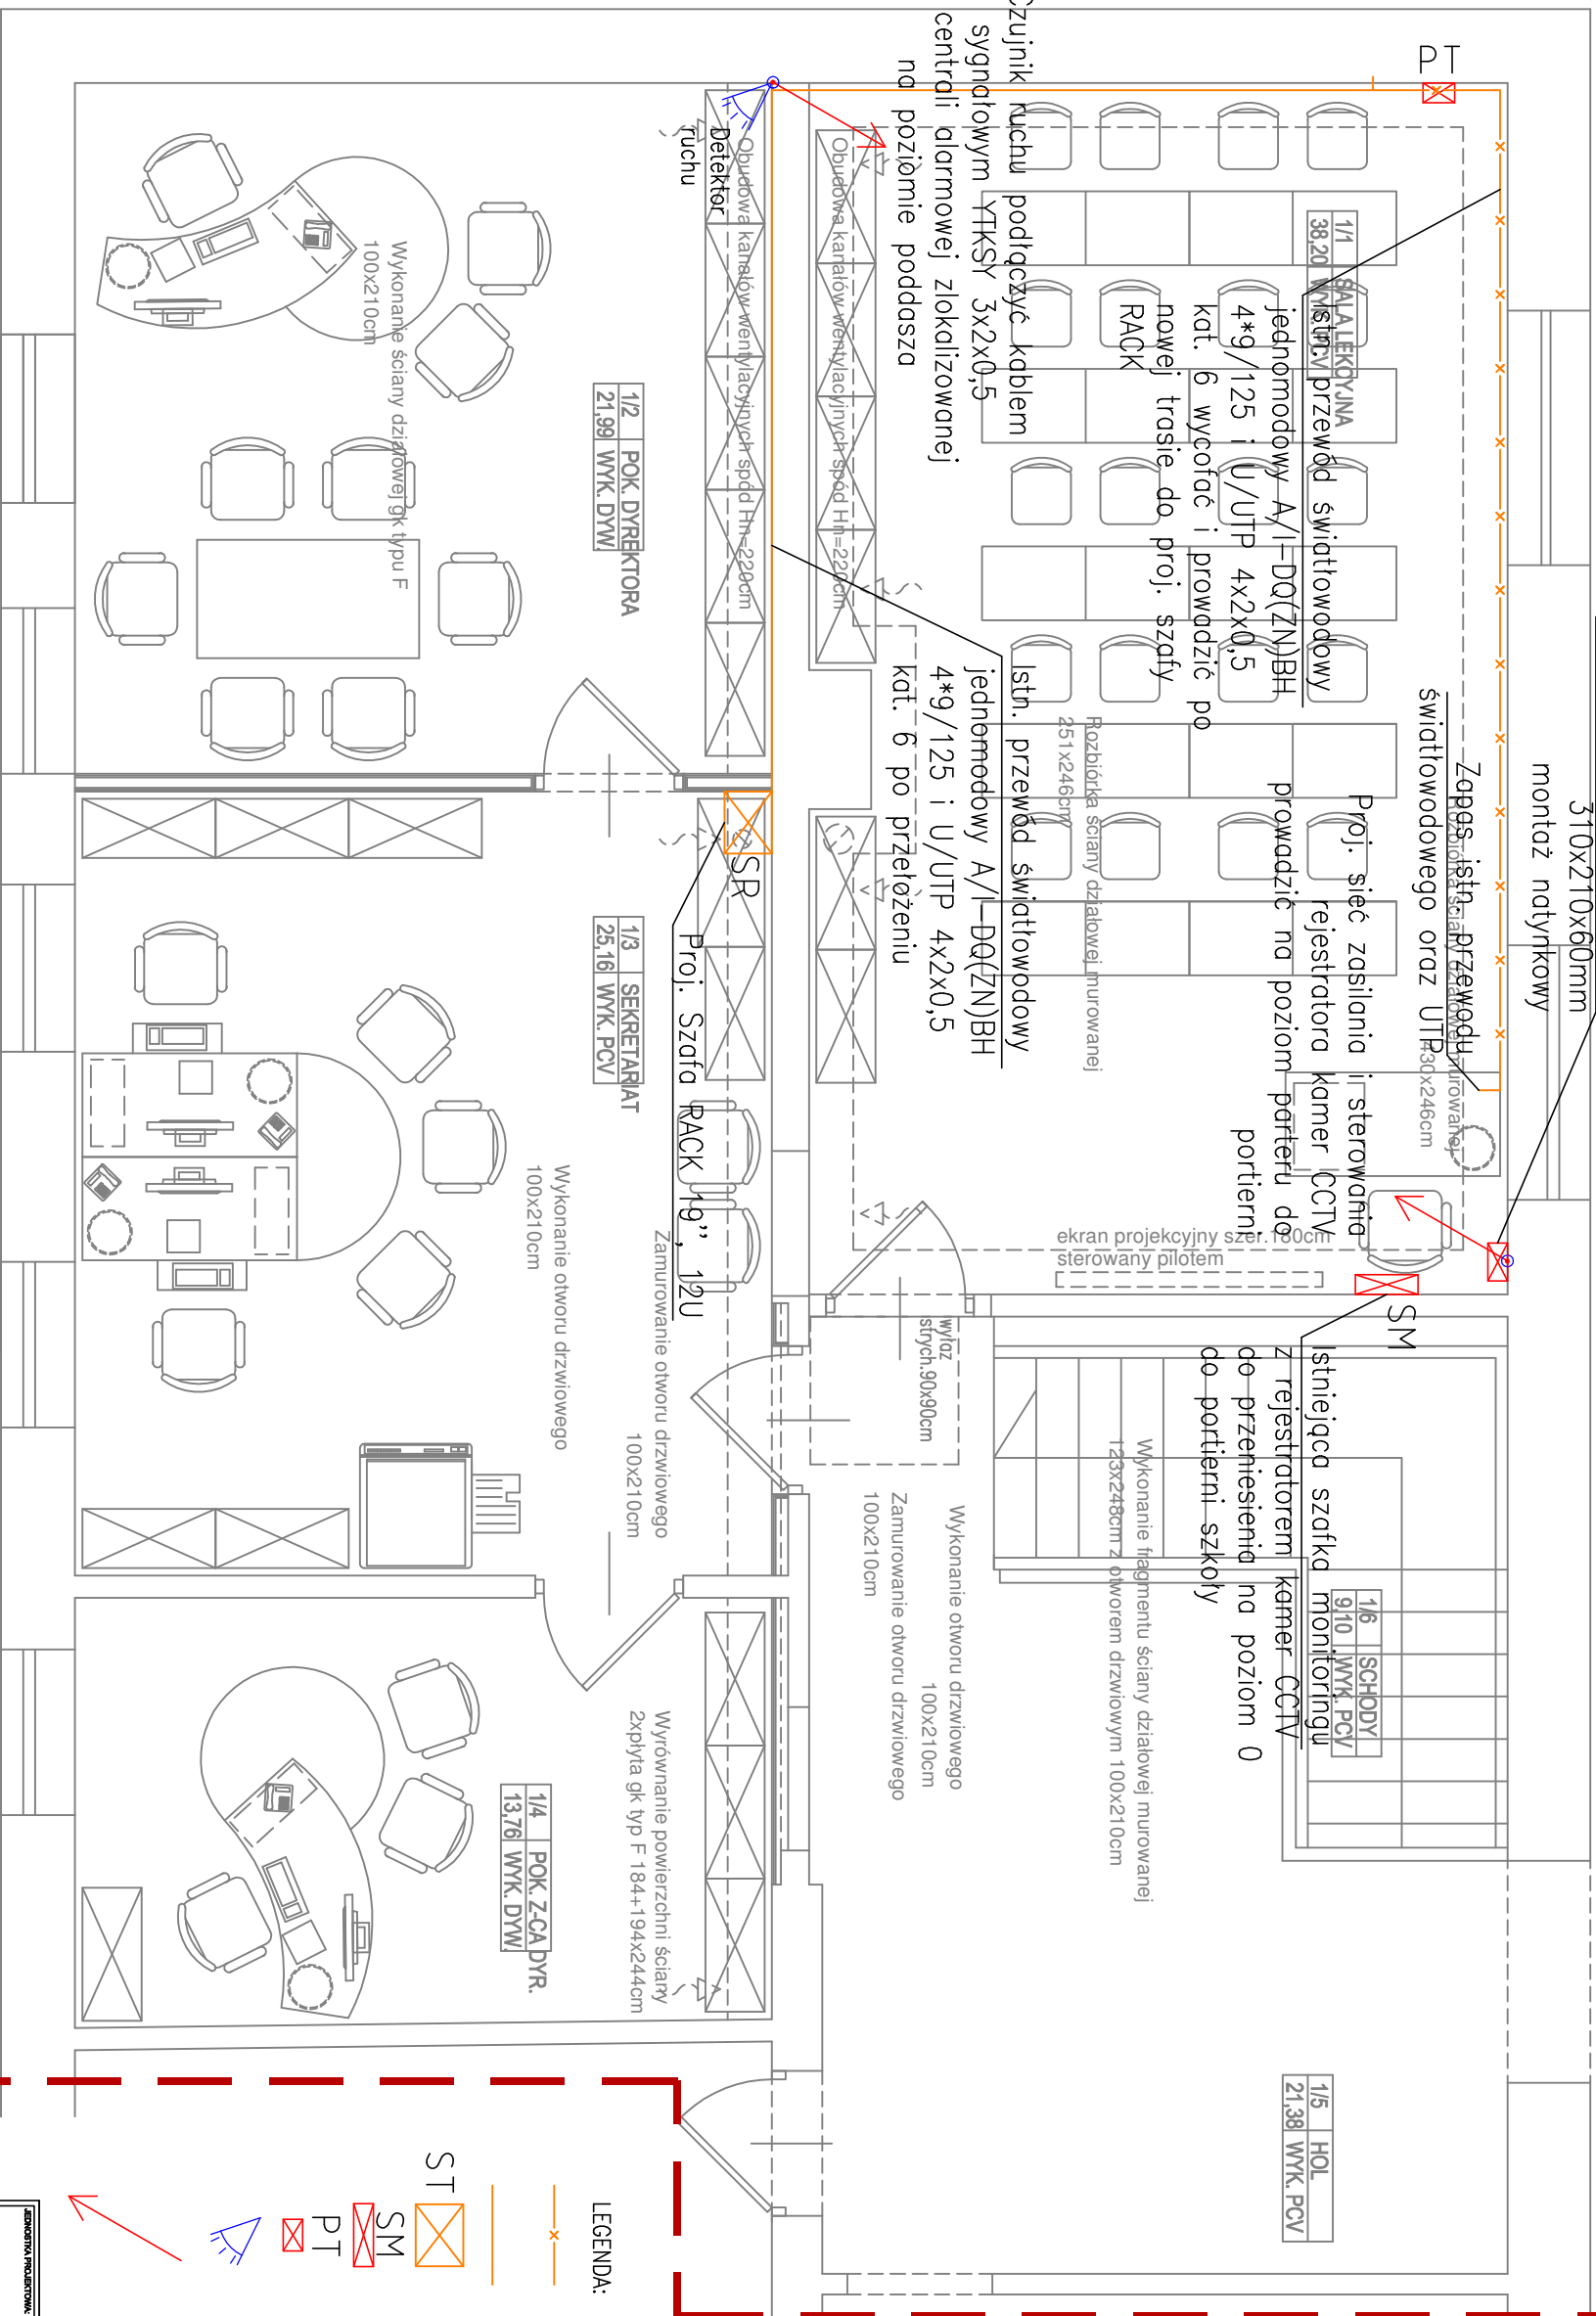 PT
Czujnik ruchu podłączyć kablem
sygnałowym YTKSY 3x2x0,5
centrali alarmowej zlokalizowanej
na poziomie poddasza
Detektor
ruchu
Obudowa kanałów wentylacyjnych spód Hn=220cm
Obudowa kanałów wentylacyjnych spód Hn=220cm
1/1 SALA LEKCYJNA
38,20 WYK. PCV
Istn. przewód światłowodowy
jednomodowy A/I-DQ(ZN)BH
4*9/125 i U/UTP 4x2x0,5
kat. 6 wycofać i prowadzić po
nowej trasie do proj. szafy
RACK
Wykonanie ściany działowej gk typu F
100x210cm
1/2 POK. DYREKTORA
21,99 WYK. DYW.
Istn. przewód światłowodowy
jednomodowy A/I-DQ(ZN)BH
4*9/125 i U/UTP 4x2x0,5
kat. 6 po przełożeniu
Rozbiórka ściany działowej murowanej
251x246cm
310x210x60mm
montaż natynkowy
Zapas istn. przewodu
światłowodowego oraz UTP
Rozbiórka ściany działowej murowanej
430x246cm
Proj. sieć zasilania i sterowania
rejestratora kamer CCTV
prowadzić na poziom parteru do
portierni
SR
Proj. Szafa RACK 19", 12U
1/3 SEKRETARIAT
25,16 WYK. PCV
ekran projekcyjny szer.180cm
sterowany pilotem
SM
Istniejąca szafka monitoringu
z rejestratorem kamer CCTV
do przeniesienia na poziom 0
do portierni szkoły
wyłaz
strych.90x90cm
Wykonanie otworu drzwiowego
100x210cm
Zamurowanie otworu drzwiowego
100x210cm
Wykonanie fragmentu ściany działowej murowanej
123x248cm z otworem drzwiowym 100x210cm
Wykonanie otworu drzwiowego
100x210cm
Zamurowanie otworu drzwiowego
100x210cm
1/6 SCHODY
9,10 WYK. PCV
Wyrównanie powierzchni ściany
2xpłyta gk typ F 184+194x244cm
1/4 POK. Z-CA DYR.
13,76 WYK. DYW.
1/5 HOL
21,38 WYK. PCV
LEGENDA:
ST
SM
PT
JEDNOSTKA PROJEKTOWA: